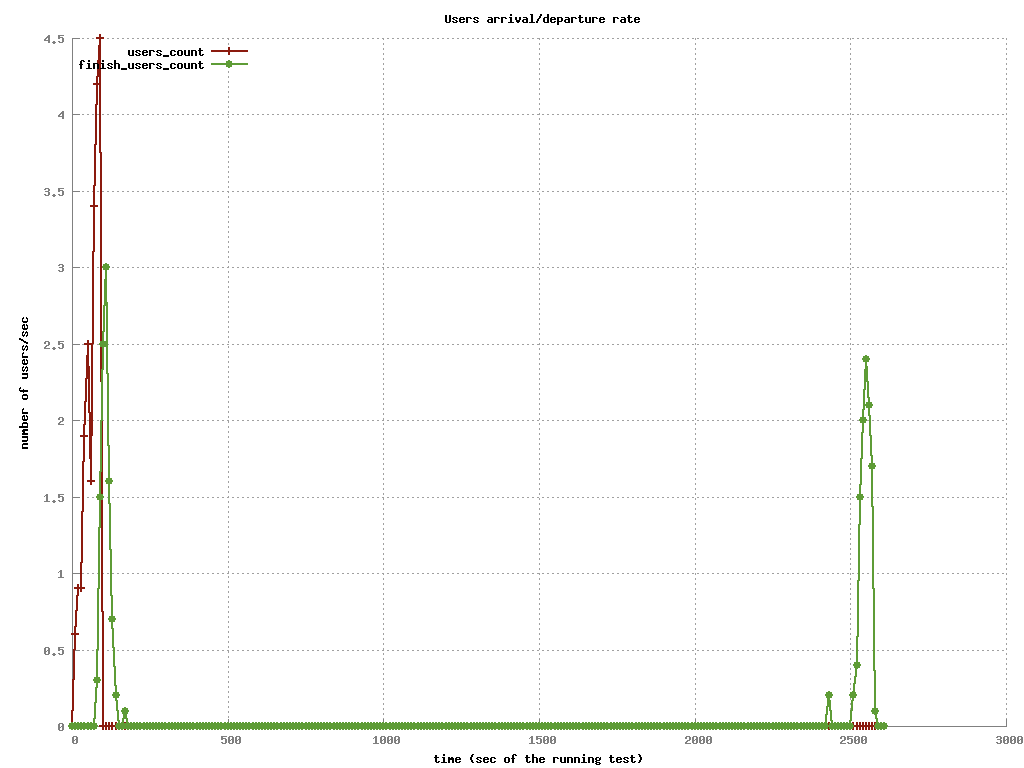 Users arrival/departure rate
users_count
finish_users_count
4.5
4
3.5
3
2.5
2
1.5
1
0.5
0
number of users/sec
0 500 1000 1500 2000 2500 3000
time (sec of the running test)